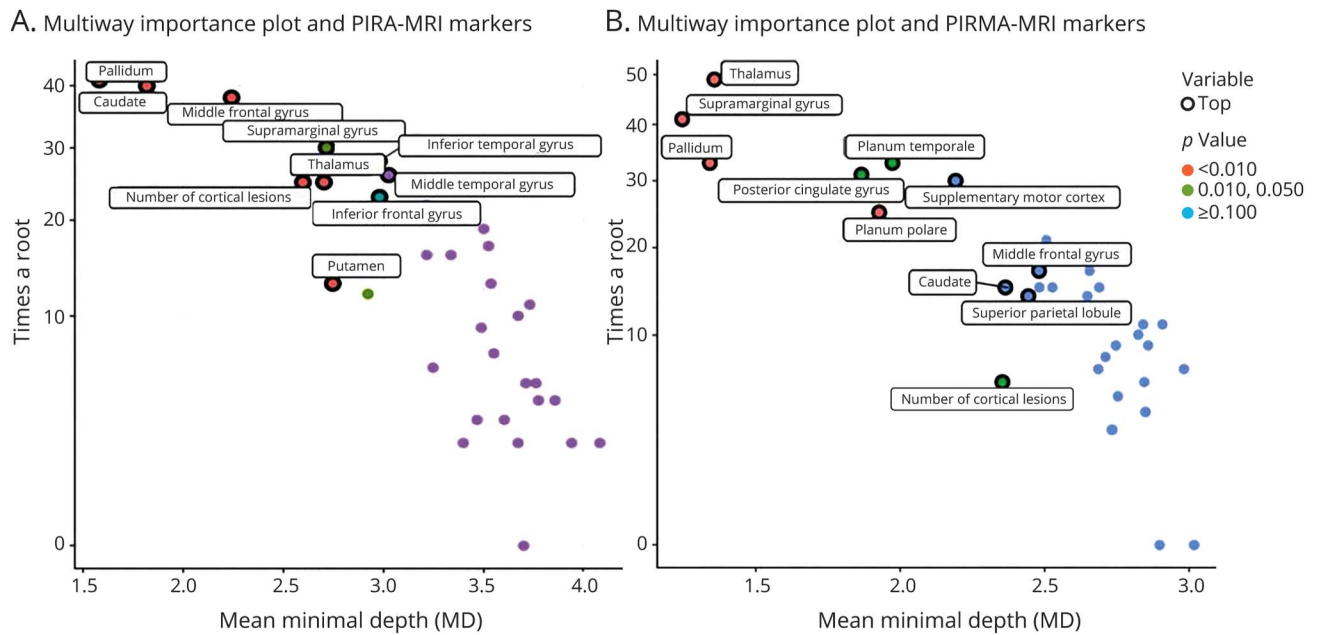 A. Multiway importance plot and PIRA-MRI markers
Times a root
40
30
20
10
0
Pallidum
Caudate
Middle frontal gyrus
Supramarginal gyrus
Inferior temporal gyrus
Thalamus
Middle temporal gyrus
Number of cortical lesions
Inferior frontal gyrus
Putamen
1.5 2.0 2.5 3.0 3.5 4.0
Mean minimal depth (MD)
B. Multiway importance plot and PIRMA-MRI markers
Times a root
50
40
30
20
10
0
Thalamus
Supramarginal gyrus
Pallidum
Planum temporale
Posterior cingulate gyrus
Supplementary motor cortex
Planum polare
Middle frontal gyrus
Caudate
Superior parietal lobule
Number of cortical lesions
1.5 2.0 2.5 3.0
Mean minimal depth (MD)
Variable
Top
p Value
<0.010
0.010, 0.050
≥0.100